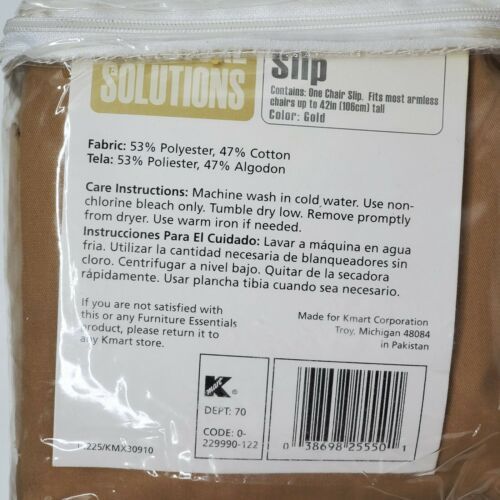 SOLUTIONS
Slip
Contains: One Chair Slip. Fits most armless
chairs up to 42in (106cm) tall
Color: Gold
Fabric: 53% Polyester, 47% Cotton
Tela: 53% Poliester, 47% Algodon
Care Instructions: Machine wash in cold water. Use non-
chlorine bleach only. Tumble dry low. Remove promptly
from dryer. Use warm iron if needed.
Instrucciones Para El Cuidado: Lavar a máquina en agua
fria. Utilizar la cantidad necesaria de blanqueadores sin
cloro. Centrifugar a nivel bajo. Quitar de la secadora
rápidamente. Usar plancha tibia cuando sea necesario.
If you are not satisfied with
this or any Furniture Essentials
product, please return it to
any Kmart store.
Made for Kmart Corporation
Troy, Michigan 48084
in Pakistan
K
mart
DEPT: 70
CODE: 0-
229990-122
0 38698 25550 1
225/KMX30910